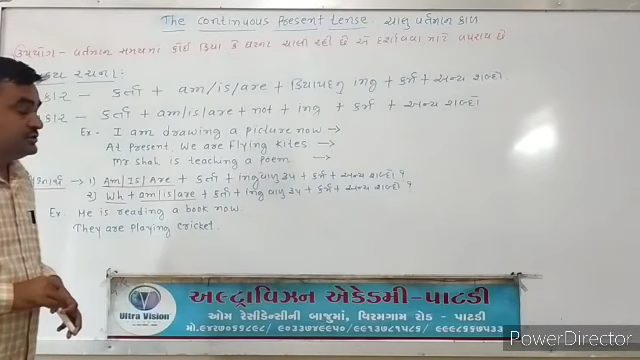 The continuous Present Tense ચાલુ વર્તમાન કાળ
ઉપયોગ - વર્તમાન સમયમાં કોઈ ક્રિયા કે ઘટના ચાલી રહી છે એ દર્શાવવા માટે વપરાય છે
રચના:
કાર - કર્તા + am/is/are + ક્રિયાપદનું ing + કર્મ + અન્ય શબ્દો.
કાર - કર્તા + am/is/are + not + ing + કર્મ + અન્ય શબ્દો
Ex- I am drawing a picture now. →
At present, We are flying kites. →
Mr shah is teaching a poem →
1) Am/Is/Are + કર્તા + ing વાળુ રૂપ + કર્મ + અન્ય શબ્દો ?
2) Wh + am/is/are + કર્તા + ing વાળુ રૂપ + કર્મ + અન્ય શબ્દો ?
Ex. He is reading a book now.
They are playing cricket.
અલ્ટ્રાવિઝન એકેડમી - પાટડી
Ultra Vision
ઓમ રેસીડેન્સીની બાજુમાં, વિરમગામ રોડ - પાટડી
PowerDirector